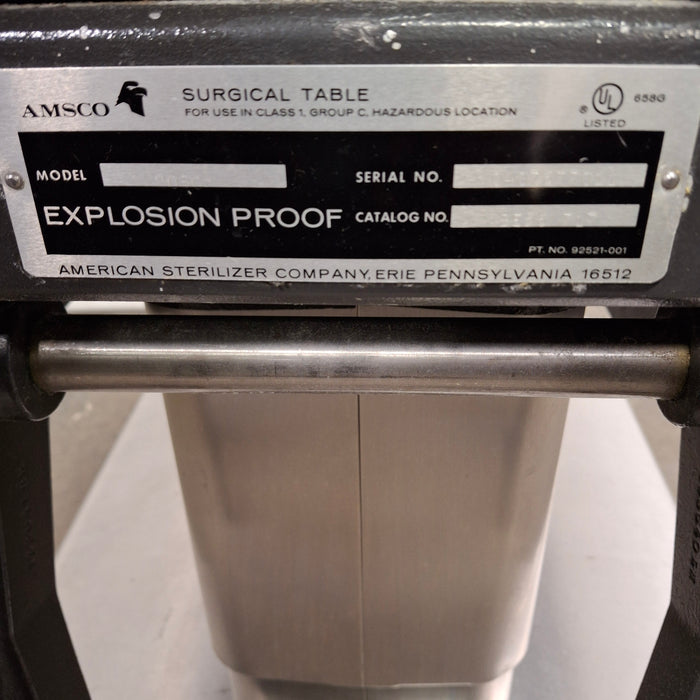 AMSCO
SURGICAL TABLE
FOR USE IN CLASS 1, GROUP C, HAZARDOUS LOCATION
UL
®
LISTED
658G
MODEL
SERIAL NO.
EXPLOSION PROOF
CATALOG NO.
PT. NO. 92521-001
AMERICAN STERILIZER COMPANY, ERIE PENNSYLVANIA 16512